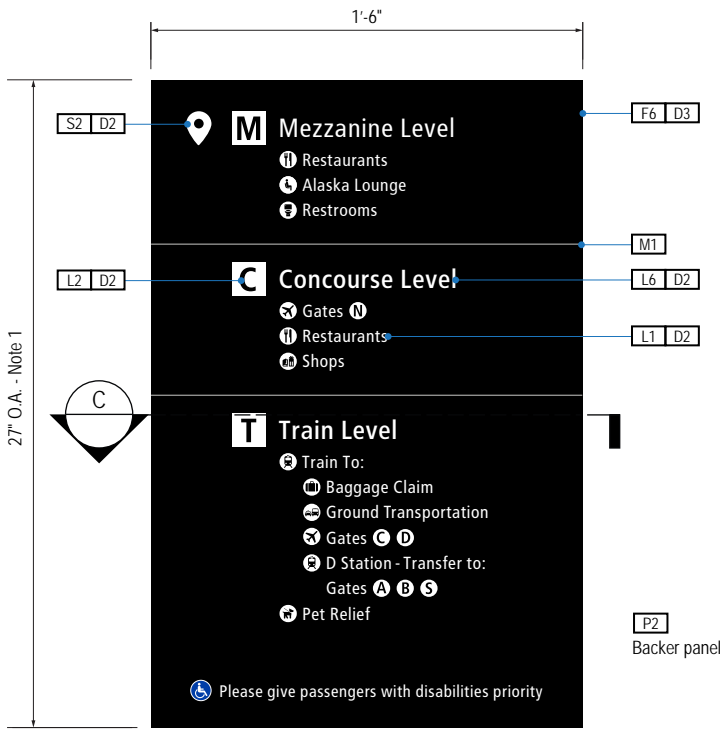 1'-6"
S2 D2
M Mezzanine Level
F6 D3
Restaurants
Alaska Lounge
Restrooms
M1
L2 D2
C Concourse Level
L6 D2
Gates N
Restaurants
L1 D2
Shops
27" O.A. - Note 1
C
T Train Level
Train To:
Baggage Claim
Ground Transportation
Gates C D
D Station - Transfer to:
Gates A B S
Pet Relief
P2
Backer panel
Please give passengers with disabilities priority